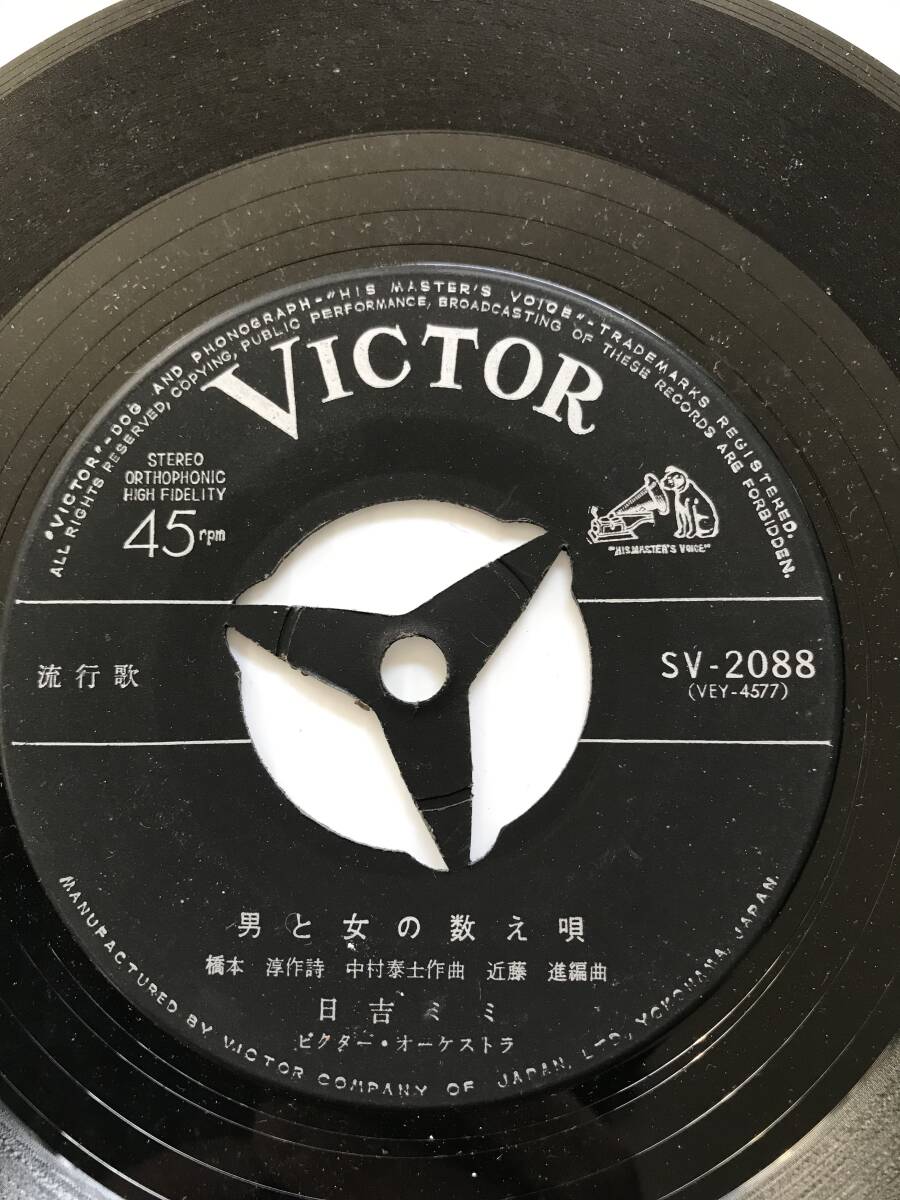 "VICTOR"-DOG AND PHONOGRAPH-"HIS MASTER'S VOICE"-TRADEMARKS REGISTERED.
ALL RIGHTS RESERVED, COPYING, PUBLIC PERFORMANCE, BROADCASTING OF THESE RECORDS ARE FORBIDDEN.
VICTOR
STEREO
ORTHOPHONIC
HIGH FIDELITY
45rpm
"HIS MASTER'S VOICE"
流行歌
SV-2088
(VEY-4577)
男と女の数え唄
橋本 淳作詩 中村泰士作曲 近藤 進編曲
日吉ミミ
ビクター・オーケストラ
MANUFACTURED BY VICTOR COMPANY OF JAPAN, LTD., YOKOHAMA, JAPAN.